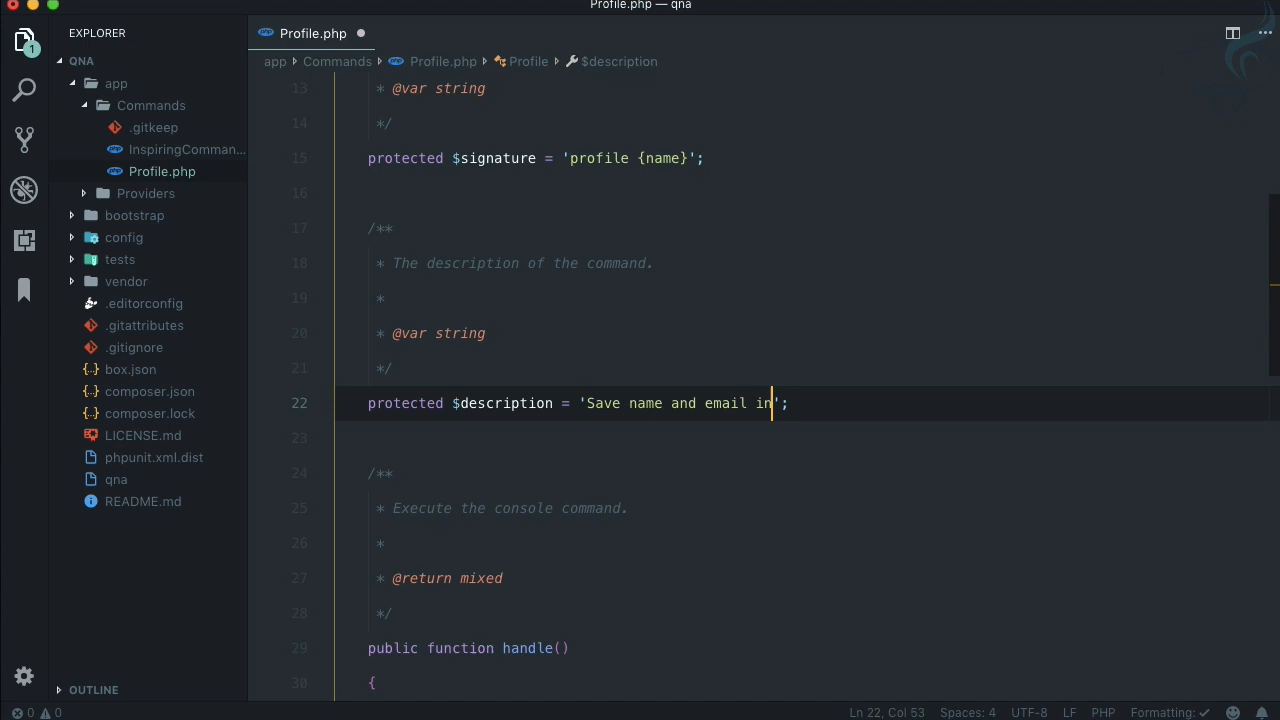 Profile.php — qna
EXPLORER
QNA
app
Commands
.gitkeep
InspiringComman...
Profile.php
Providers
bootstrap
config
tests
vendor
.editorconfig
.gitattributes
.gitignore
box.json
composer.json
composer.lock
LICENSE.md
phpunit.xml.dist
qna
README.md
OUTLINE
1
php Profile.php
app Commands php Profile.php Profile $description
13 * @var string
14 */
15 protected $signature = 'profile {name}';
16
17 /**
18 * The description of the command.
19 *
20 * @var string
21 */
22 protected $description = 'Save name and email in';
23
24 /**
25 * Execute the console command.
26 *
27 * @return mixed
28 */
29 public function handle()
30 {
0 0 Ln 22, Col 53 Spaces: 4 UTF-8 LF PHP Formatting: ✓